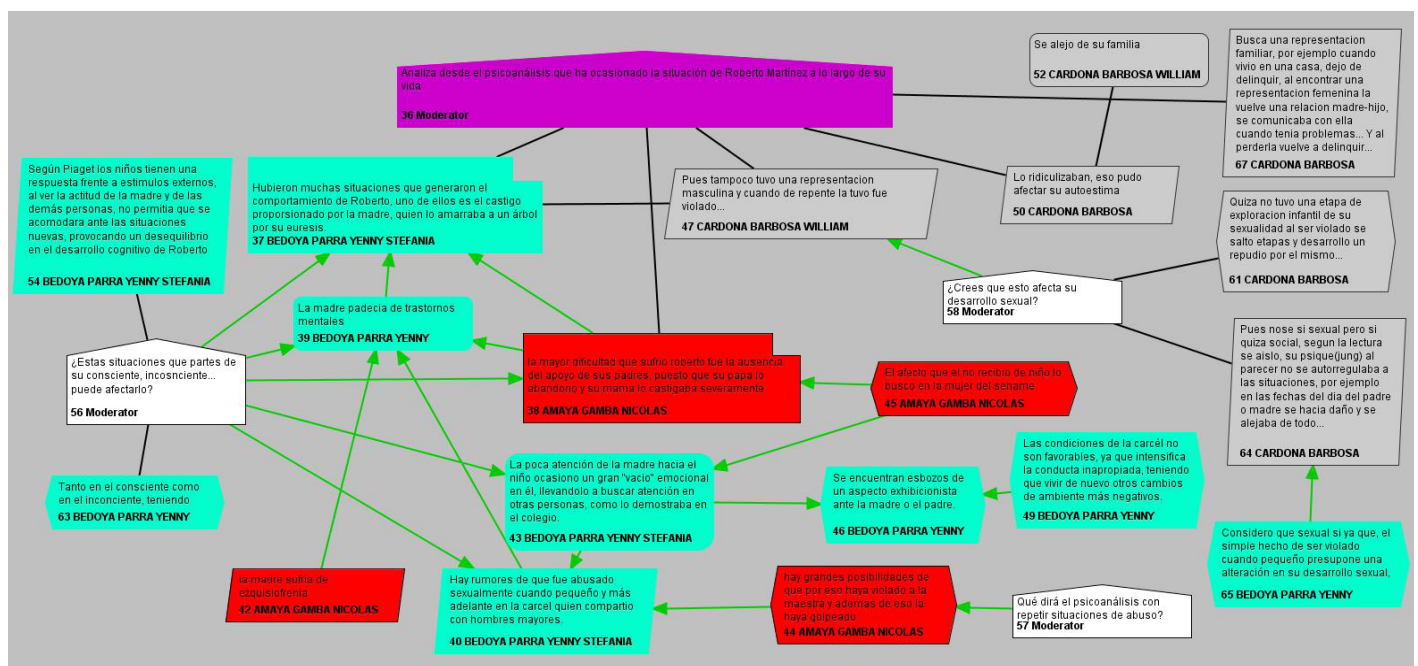 Analiza desde el psicoanálisis que ha ocasionado la situación de Roberto Martínez a lo largo de su
vida
36 Moderator
Se alejo de su familia
52 CARDONA BARBOSA WILLIAM
Busca una representacion
familiar, por ejemplo cuando
vivio en una casa, dejo de
delinquir, al encontrar una
representacion femenina la
vuelve una relacion madre-hijo,
se comunicaba con ella
cuando tenia problemas... Y al
perderla vuelve a delinquir...
67 CARDONA BARBOSA
Según Piaget los niños tienen una
respuesta frente a estimulos externos,
al ver la actitud de la madre y de las
demás personas, no permitia que se
acomodara ante las situaciones
nuevas, provocando un desequilibrio
en el desarrollo cognitivo de Roberto
54 BEDOYA PARRA YENNY STEFANIA
Hubieron muchas situaciones que generaron el
comportamiento de Roberto, uno de ellos es el castigo
proporsionado por la madre, quien lo amarraba a un árbol
por su euresis.
37 BEDOYA PARRA YENNY STEFANIA
Pues tampoco tuvo una representacion
masculina y cuando de repente la tuvo fue
violado...
47 CARDONA BARBOSA WILLIAM
Lo ridiculizaban, eso pudo
afectar su autoestima
50 CARDONA BARBOSA
Quiza no tuvo una etapa de
exploracion infantil de su
sexualidad al ser violado se
salto etapas y desarrollo un
repudio por el mismo...
61 CARDONA BARBOSA
¿Crees que esto afecta su
desarrollo sexual?
58 Moderator
La madre padecia de trastornos
mentales
39 BEDOYA PARRA YENNY
¿Estas situaciones que partes de
su consciente, incosnciente...
puede afectarlo?
56 Moderator
la mayor dificultad que sufrio roberto fue la ausencia
del apoyo de sus padres, puesto que su papa lo
abandono y su mama lo castigaba severamente
38 AMAYA GAMBA NICOLAS
El afecto que el no recibio de niño lo
busco en la mujer del sename
45 AMAYA GAMBA NICOLAS
Pues nose si sexual pero si
quiza social, segun la lectura
se aislo, su psique(jung) al
parecer no se autorregulaba a
las situaciones, por ejemplo
en las fechas del dia del padre
o madre se hacia daño y se
alejaba de todo...
64 CARDONA BARBOSA
Tanto en el consciente como
en el inconciente, teniendo
63 BEDOYA PARRA YENNY
La poca atención de la madre hacia el
niño ocasiono un gran "vacio" emocional
en él, llevandolo a buscar atención en
otras personas, como lo demostraba en
el colegio.
43 BEDOYA PARRA YENNY STEFANIA
Se encuentran esbozos de
un aspecto exhibicionista
ante la madre o el padre.
46 BEDOYA PARRA YENNY
Las condiciones de la carcél no
son favorables, ya que intensifica
la conducta inapropiada, teniendo
que vivir de nuevo otros cambios
de ambiente más negativos.
49 BEDOYA PARRA YENNY
Considero que sexual si ya que, el
simple hecho de ser violado
cuando pequeño presupone una
alteración en su desarrollo sexual,
65 BEDOYA PARRA YENNY
la madre sufria de
ezquislofrenia
42 AMAYA GAMBA NICOLAS
Hay rumores de que fue abusado
sexualmente cuando pequeño y más
adelante en la carcel quien compartio
con hombres mayores.
40 BEDOYA PARRA YENNY STEFANIA
hay grandes posibilidades de
que por eso haya violado a la
maestra y ademas de eso la
haya golpeado
44 AMAYA GAMBA NICOLAS
Qué dirá el psicoanálisis con
repetir situaciones de abuso?
57 Moderator